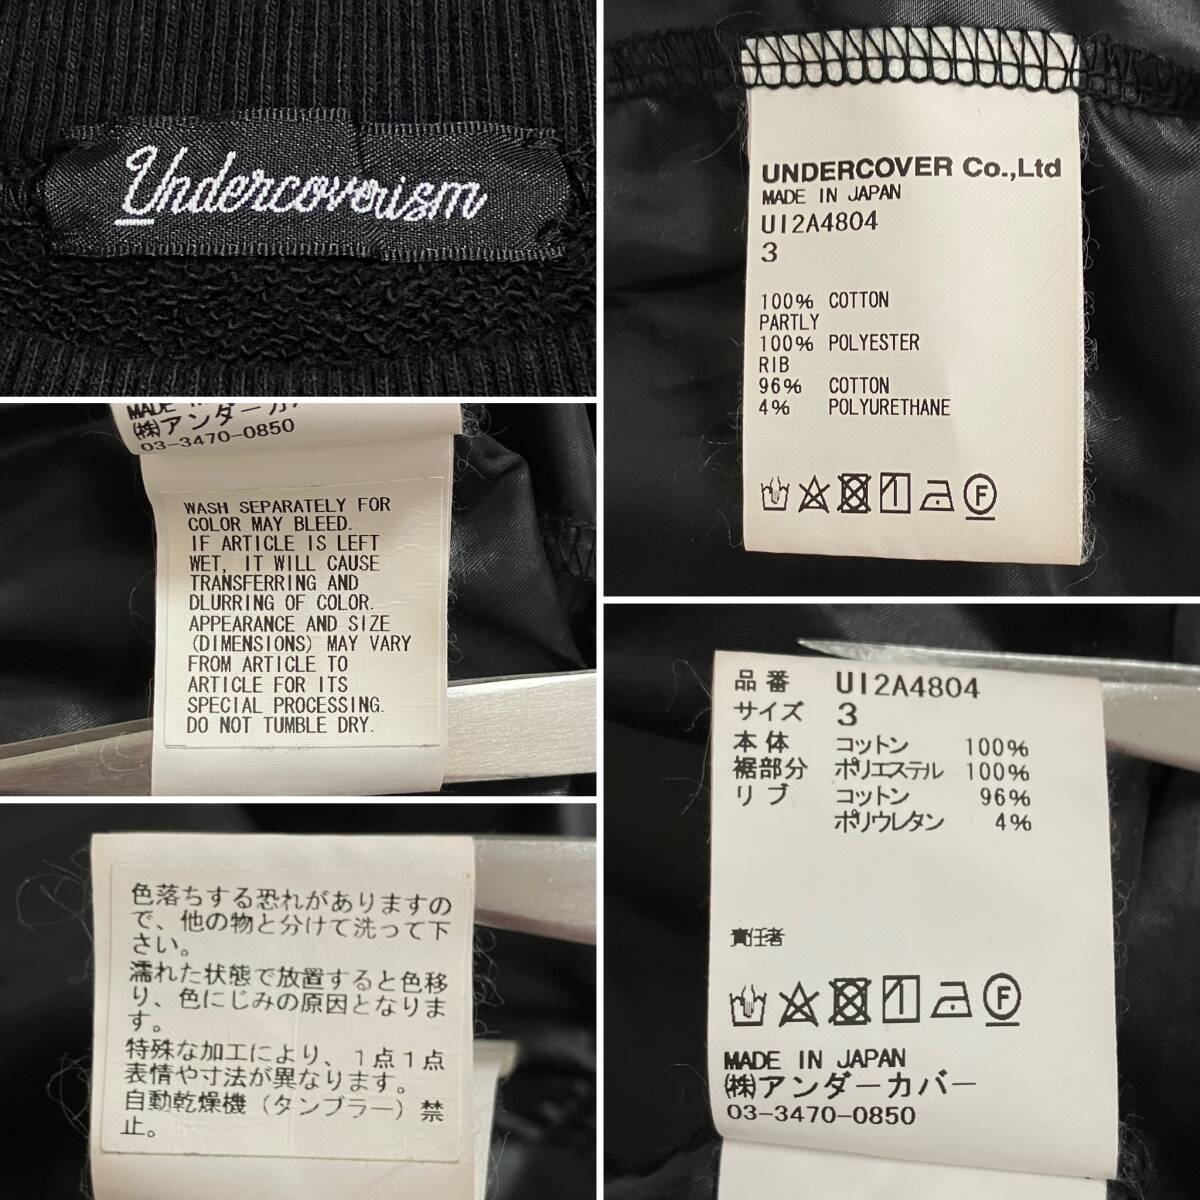 Undercoverism
UNDERCOVER Co.,Ltd
MADE IN JAPAN
UI2A4804
3
100% COTTON
PARTLY
100% POLYESTER
RIB
96% COTTON
4% POLYURETHANE
F
MADE IN
㈱アンダーカバ
03-3470-0850
WASH SEPARATELY FOR
COLOR MAY BLEED.
IF ARTICLE IS LEFT
WET, IT WILL CAUSE
TRANSFERRING AND
DLURRING OF COLOR.
APPEARANCE AND SIZE
(DIMENSIONS) MAY VARY
FROM ARTICLE TO
ARTICLE FOR ITS
SPECIAL PROCESSING.
DO NOT TUMBLE DRY.
品番 UI2A4804
サイズ 3
本体 コットン 100%
裾部分 ポリエステル 100%
リブ コットン 96%
ポリウレタン 4%
責任者
F
MADE IN JAPAN
㈱アンダーカバー
03-3470-0850
色落ちする恐れがありますの
で、他の物と分けて洗って下
さい。
濡れた状態で放置すると色移
り、色にじみの原因となりま
す。
特殊な加工により、1点1点
表情や寸法が異なります。
自動乾燥機（タンブラー）禁
止。